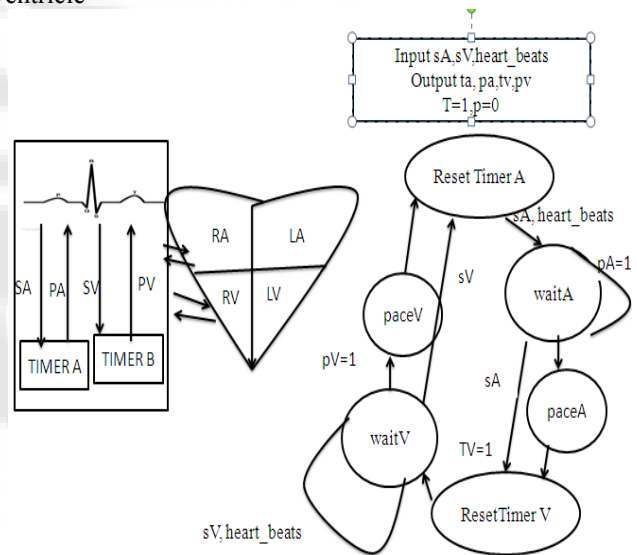 Input sA,sV,heart_beats
Output ta, pa,tv,pv
T=1,p=0
Reset Timer A
sA, heart_beats
RA
LA
pA=1
SA
PA
SV
PV
RV
LV
sV
waitA
paceV
TIMER A
TIMER B
pV=1
sA
paceA
waitV
TV=1
ResetTimer V
sV, heart_beats